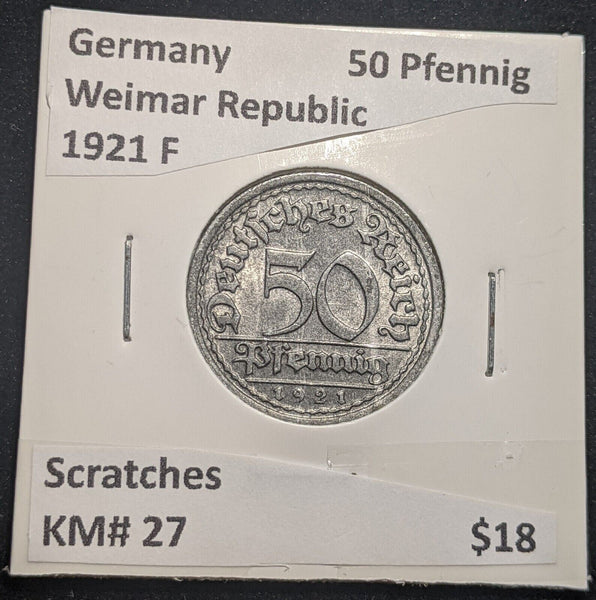 Germany 50 Pfennig
Weimar Republic
1921 F
Deutsches Reich
50
Pfennig
1921
Scratches
KM# 27 $18